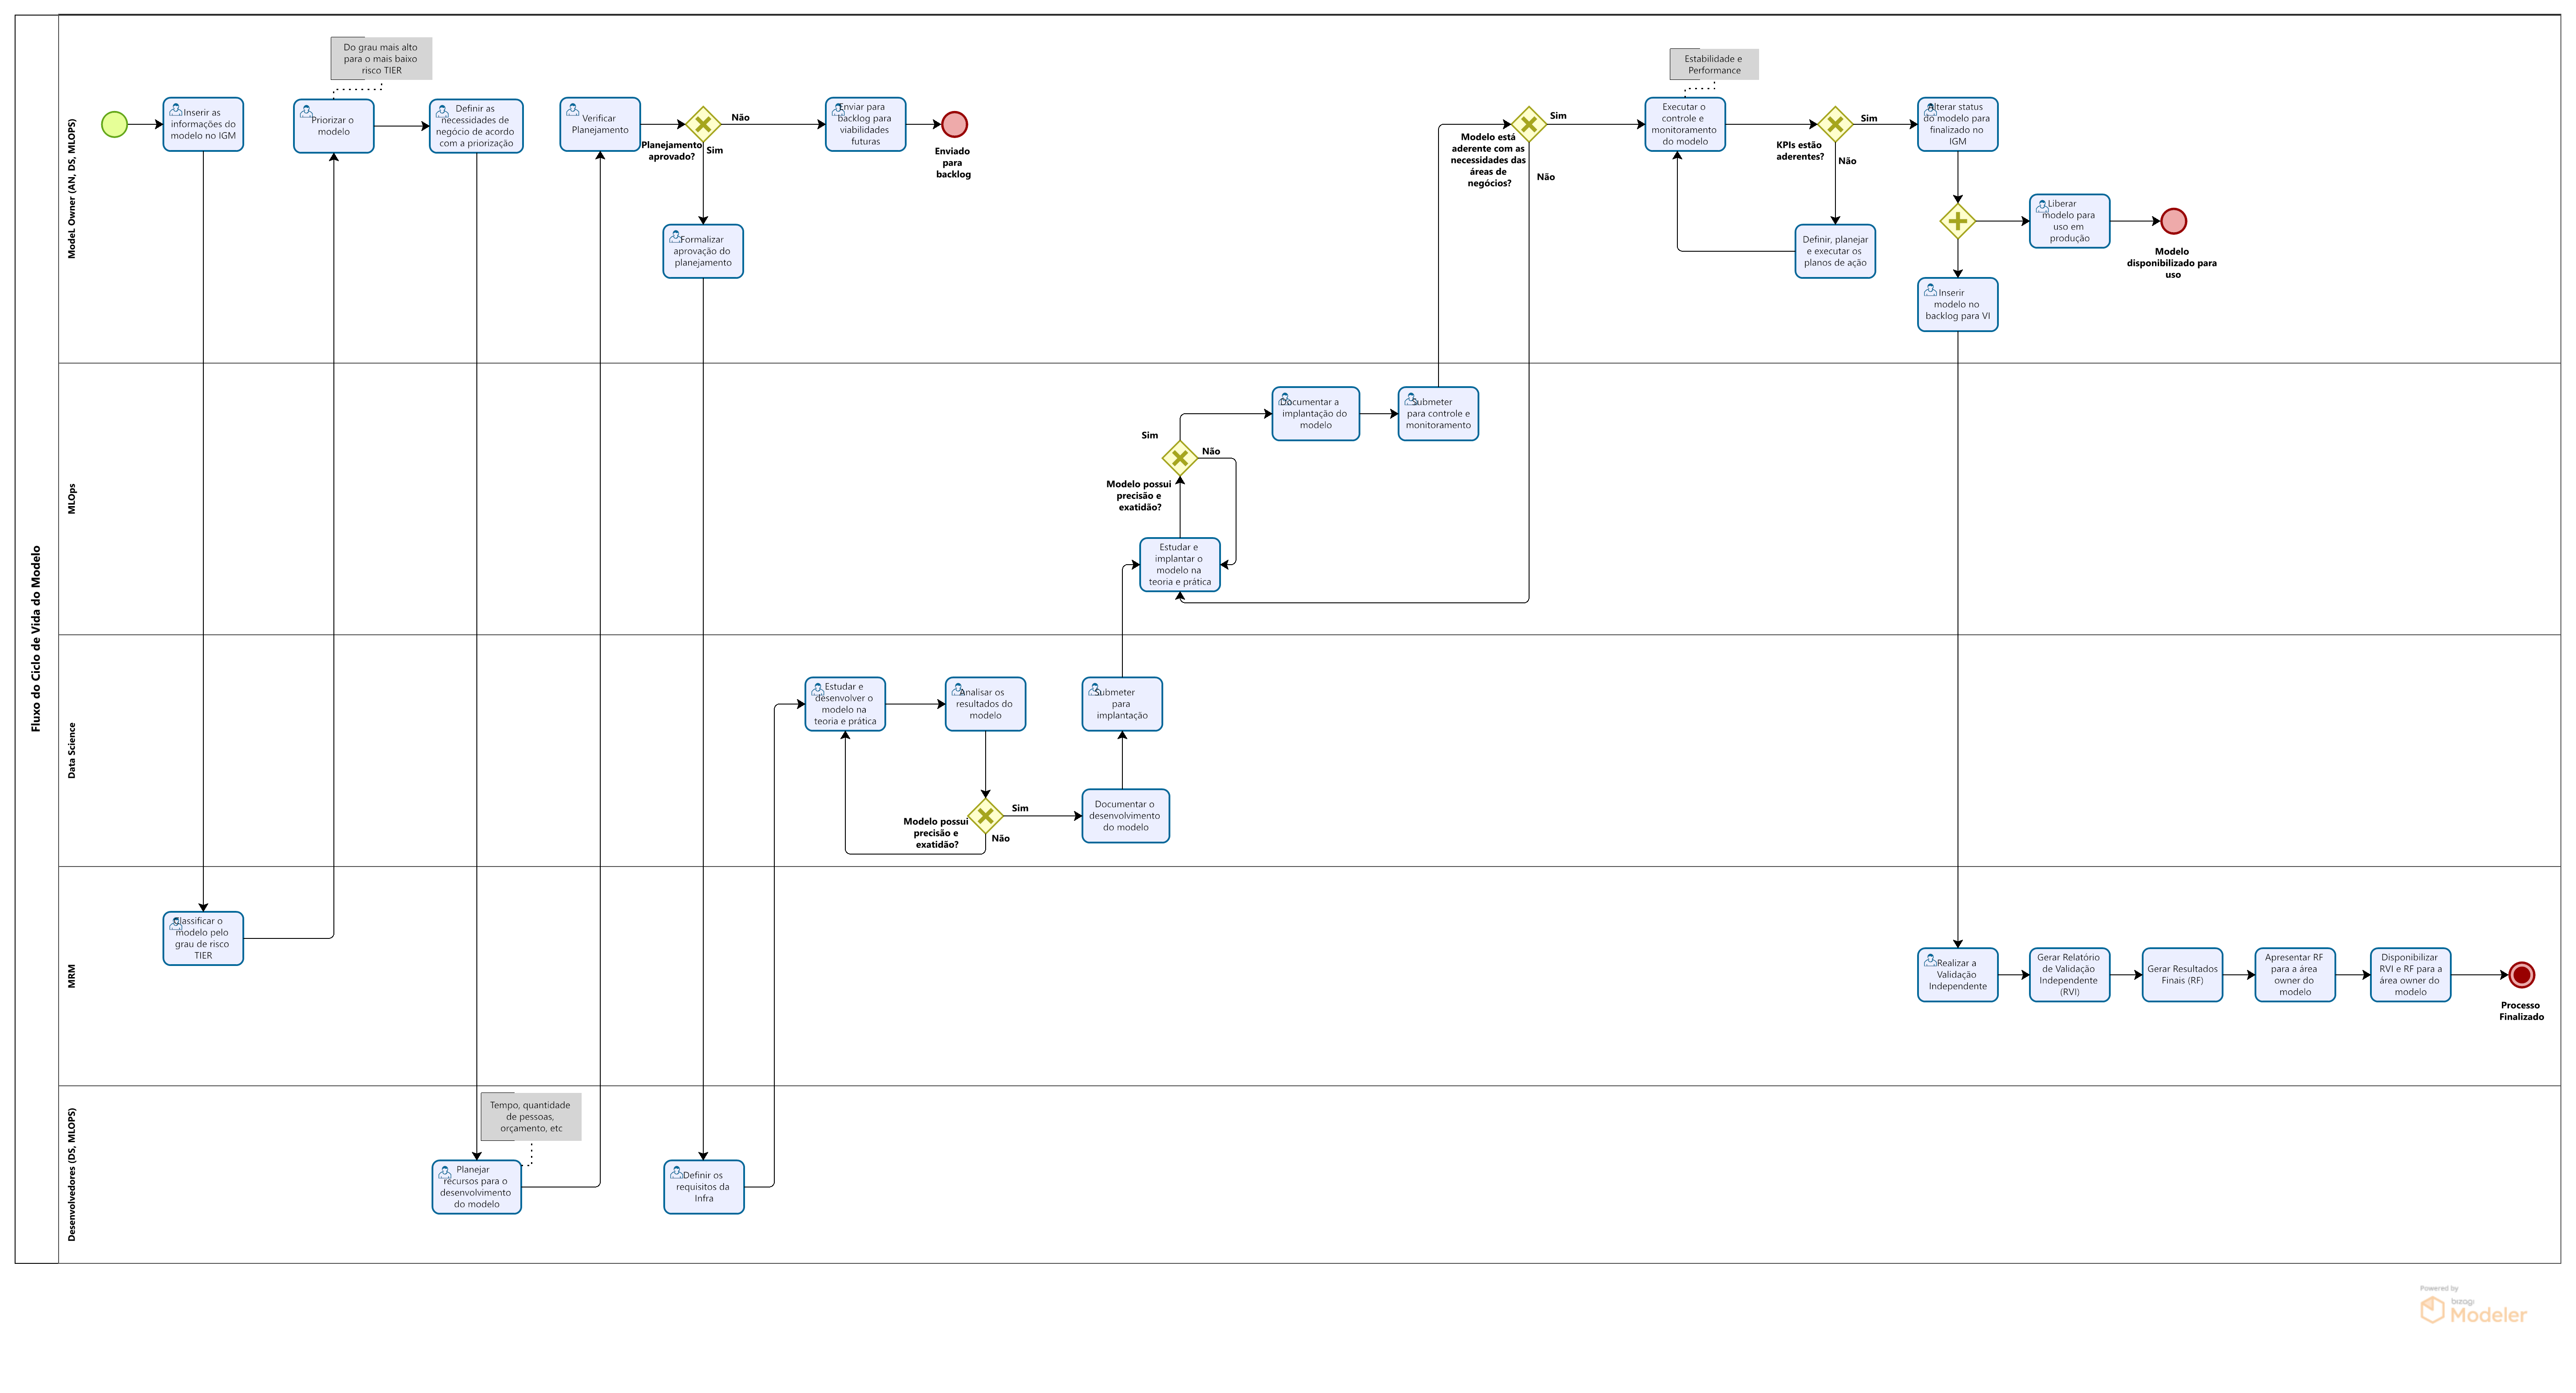 Fluxo do Ciclo de Vida do Modelo
ModeL Owner (AN, DS, MLOPS)
Do grau mais alto
para o mais baixo
risco TIER
Inserir as
informações do
modelo no IGM
Priorizar o
modelo
Definir as
necessidades de
negócio de acordo
com a priorização
Verificar
Planejamento
Planejamento
aprovado?
Não
Sim
Enviar para
backlog para
viabilidades
futuras
Enviado
para
backlog
Formalizar
aprovação do
planejamento
Modelo está
aderente com as
necessidades das
áreas de
negócios?
Sim
Não
Estabilidade e
Performance
Executar o
controle e
monitoramento
do modelo
KPIs estão
aderentes?
Sim
Não
Definir, planejar
e executar os
planos de ação
Alterar status
do modelo para
finalizado no
IGM
Liberar
modelo para
uso em
produção
Modelo
disponibilizado para
uso
Inserir
modelo no
backlog para VI
MLOps
Documentar a
implantação do
modelo
Submeter
para controle e
monitoramento
Sim
Não
Modelo possui
precisão e
exatidão?
Estudar e
implantar o
modelo na
teoria e prática
Data Science
Estudar e
desenvolver o
modelo na
teoria e prática
Analisar os
resultados do
modelo
Submeter
para
implantação
Modelo possui
precisão e
exatidão?
Sim
Não
Documentar o
desenvolvimento
do modelo
MRM
Classificar o
modelo pelo
grau de risco
TIER
Realizar a
Validação
Independente
Gerar Relatório
de Validação
Independente
(RVI)
Gerar Resultados
Finais (RF)
Apresentar RF
para a área
owner do
modelo
Disponibilizar
RVI e RF para a
área owner do
modelo
Processo
Finalizado
Desenvolvedores (DS, MLOPS)
Tempo, quantidade
de pessoas,
orçamento, etc
Planejar
recursos para o
desenvolvimento
do modelo
Definir os
requisitos da
Infra
Powered by
bizagi
Modeler